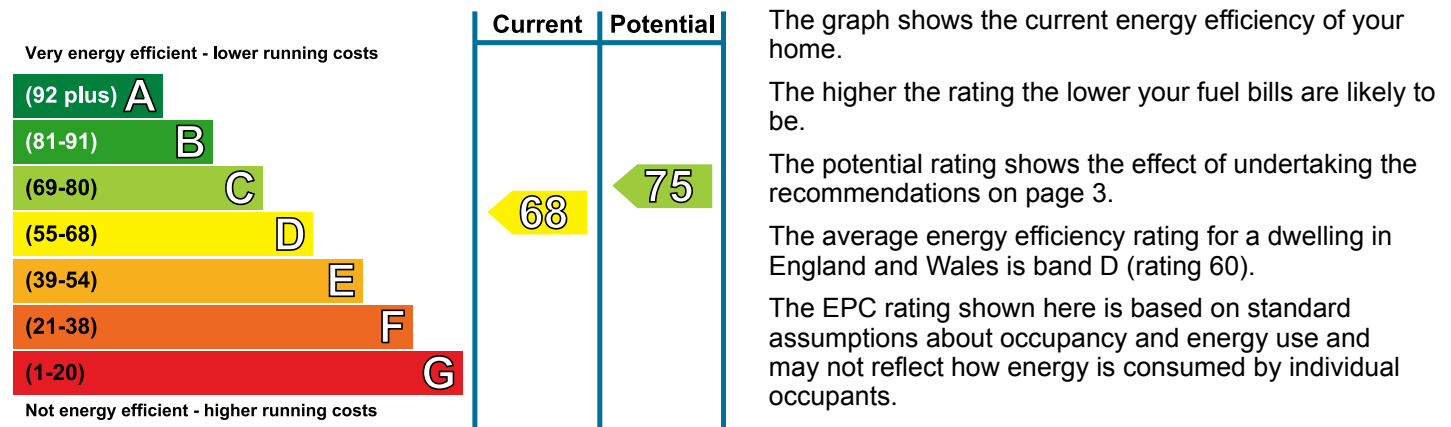 Current Potential
Very energy efficient - lower running costs
(92 plus) A
(81-91) B
(69-80) C
(55-68) D
(39-54) E
(21-38) F
(1-20) G
Not energy efficient - higher running costs
68
75
The graph shows the current energy efficiency of your
home.
The higher the rating the lower your fuel bills are likely to
be.
The potential rating shows the effect of undertaking the
recommendations on page 3.
The average energy efficiency rating for a dwelling in
England and Wales is band D (rating 60).
The EPC rating shown here is based on standard
assumptions about occupancy and energy use and
may not reflect how energy is consumed by individual
occupants.